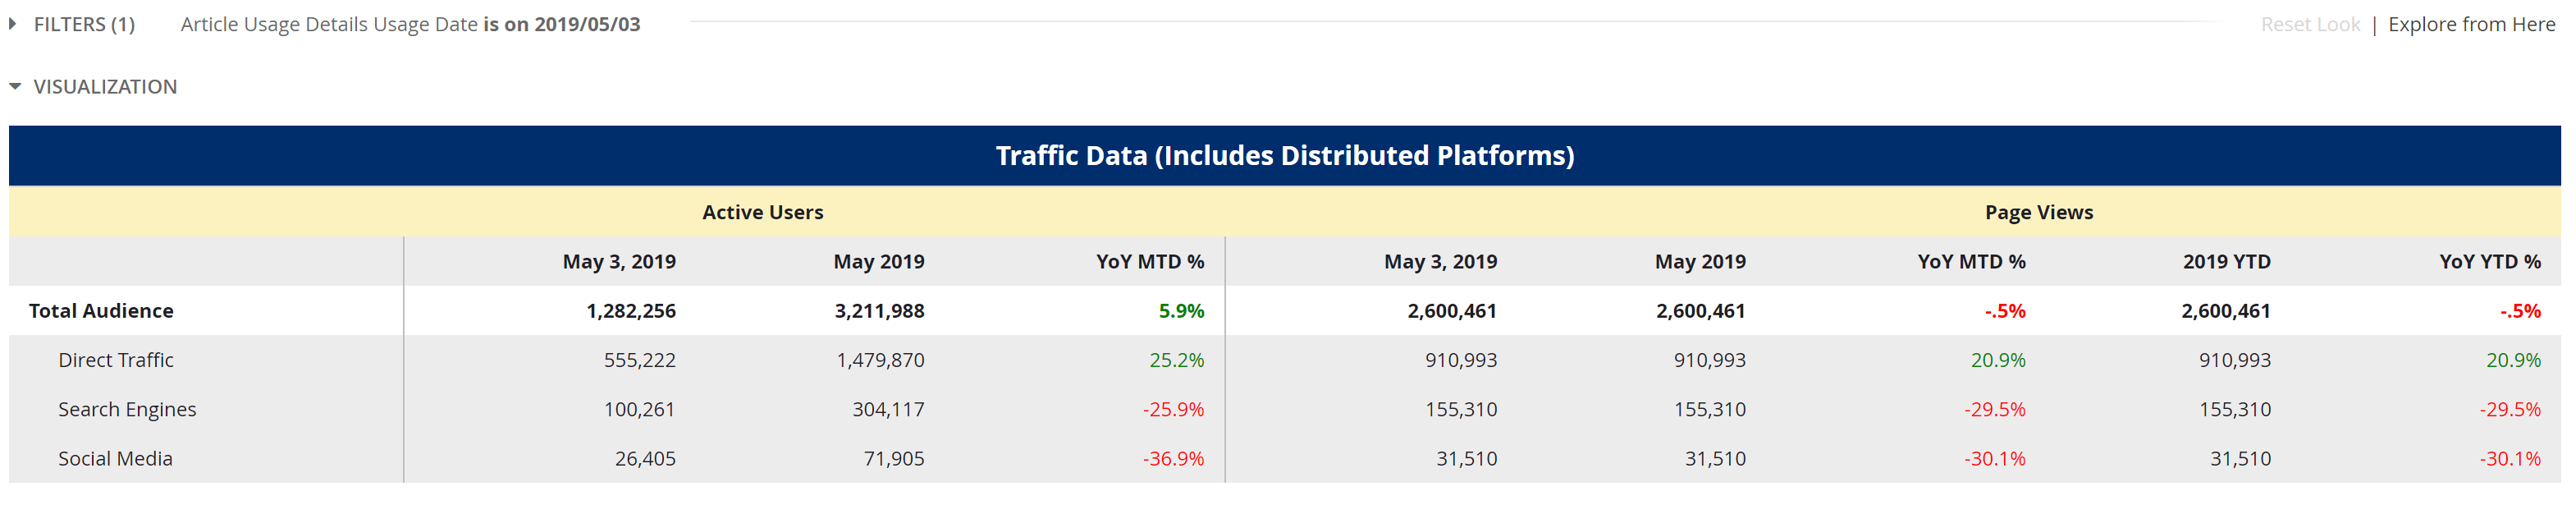 FILTERS (1) Article Usage Details Usage Date is on 2019/05/03 Reset Look | Explore from Here
VISUALIZATION
Traffic Data (Includes Distributed Platforms)
Active Users Page Views
May 3, 2019 May 2019 YoY MTD % May 3, 2019 May 2019 YoY MTD % 2019 YTD YoY YTD %
Total Audience 1,282,256 3,211,988 5.9% 2,600,461 2,600,461 -.5% 2,600,461 -.5%
Direct Traffic 555,222 1,479,870 25.2% 910,993 910,993 20.9% 910,993 20.9%
Search Engines 100,261 304,117 -25.9% 155,310 155,310 -29.5% 155,310 -29.5%
Social Media 26,405 71,905 -36.9% 31,510 31,510 -30.1% 31,510 -30.1%